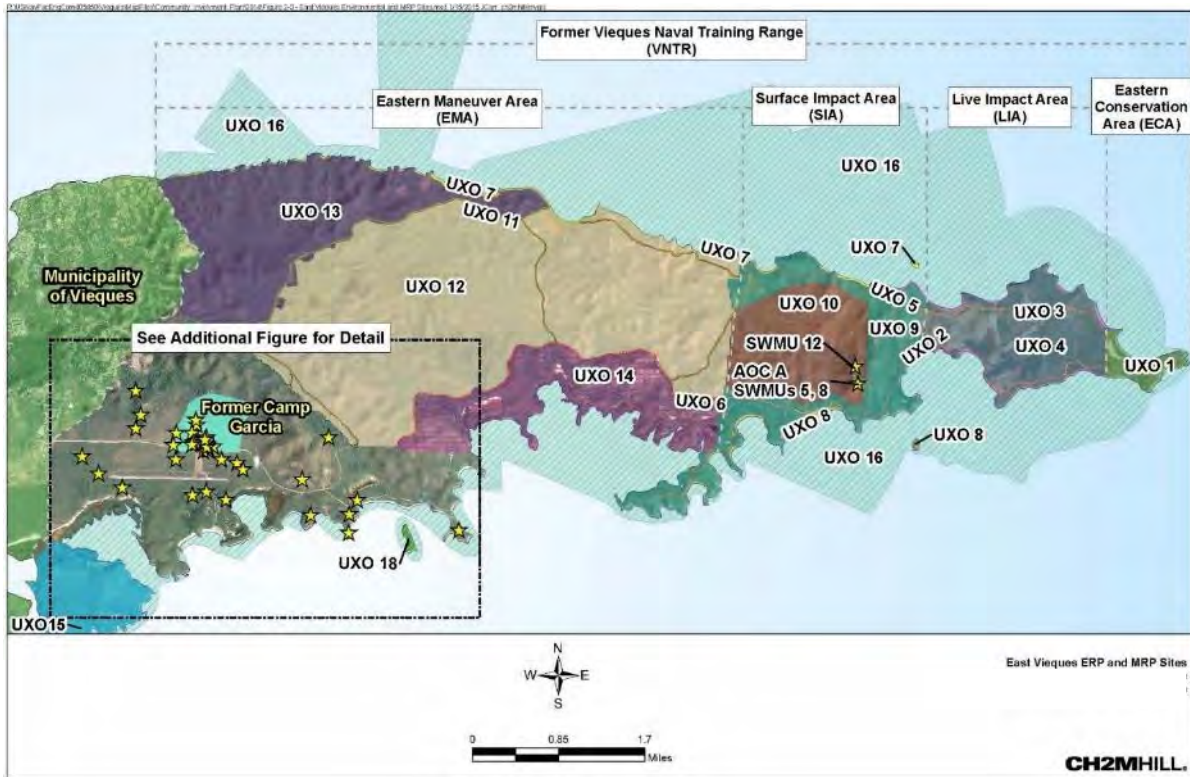 Former Vieques Naval Training Range
(VNTR)
Eastern Maneuver Area
(EMA)
Surface Impact Area
(SIA)
Live Impact Area
(LIA)
Eastern
Conservation
Area (ECA)
UXO 16
UXO 16
UXO 7
UXO 13
UXO 11
UXO 7
UXO 7
Municipality
of Vieques
UXO 12
UXO 10
UXO 5
UXO 3
UXO 9
UXO 2
See Additional Figure for Detail
SWMU 12
UXO 4
UXO 1
UXO 14
AOC A
SWMUs 5, 8
Former Camp
Garcia
UXO 6
UXO 8
UXO 8
UXO 16
UXO 18
UXO15
N
W
E
S
East Vieques ERP and MRP Sites
0
0.85
1.7
Miles
CH2MHILL.